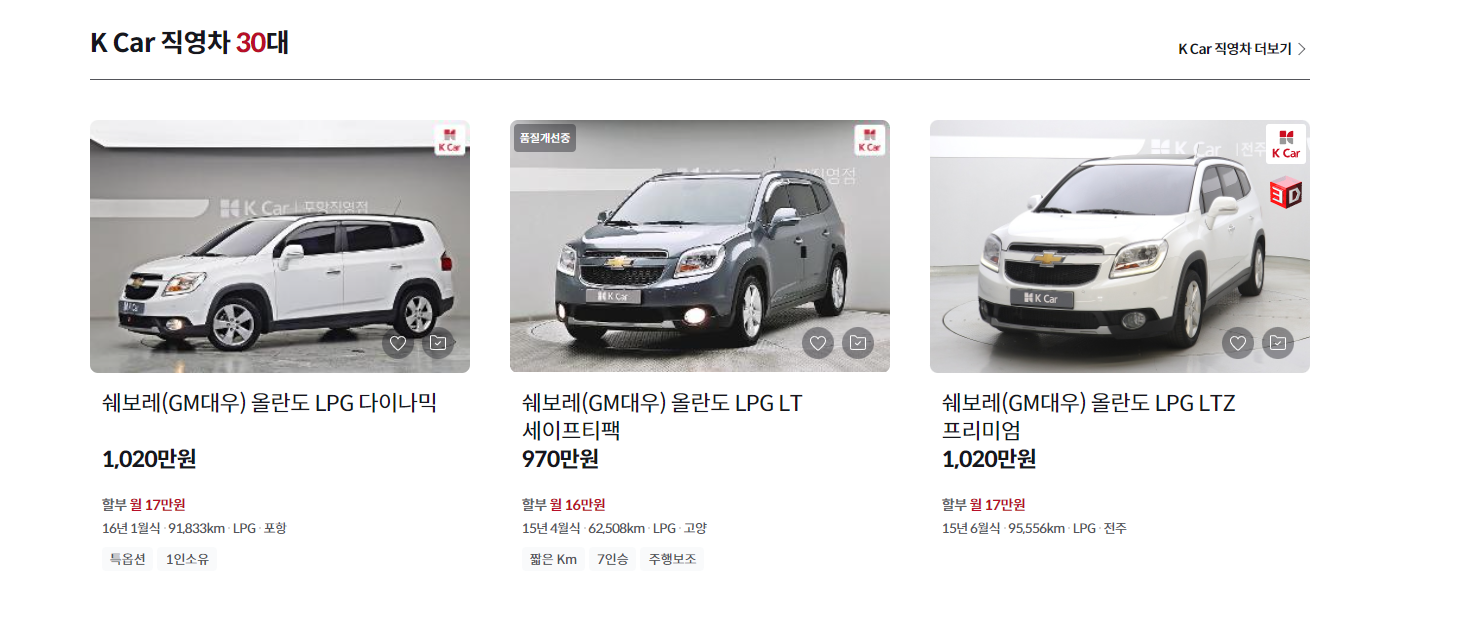 K Car 직영차 30대
K Car 직영차 더보기
K Car
K Car | 포항직영점
K Car
쉐보레(GM대우) 올란도 LPG 다이나믹
1,020만원
할부 월 17만원
16년 1월식 · 91,833km · LPG · 포항
특옵션 1인소유
품질개선중
K Car
직영점
K Car
쉐보레(GM대우) 올란도 LPG LT
세이프티팩
970만원
할부 월 16만원
15년 4월식 · 62,508km · LPG · 고양
짧은 Km 7인승 주행보조
K Car
3D
K Car | 전주
K Car
쉐보레(GM대우) 올란도 LPG LTZ
프리미엄
1,020만원
할부 월 17만원
15년 6월식 · 95,556km · LPG · 전주